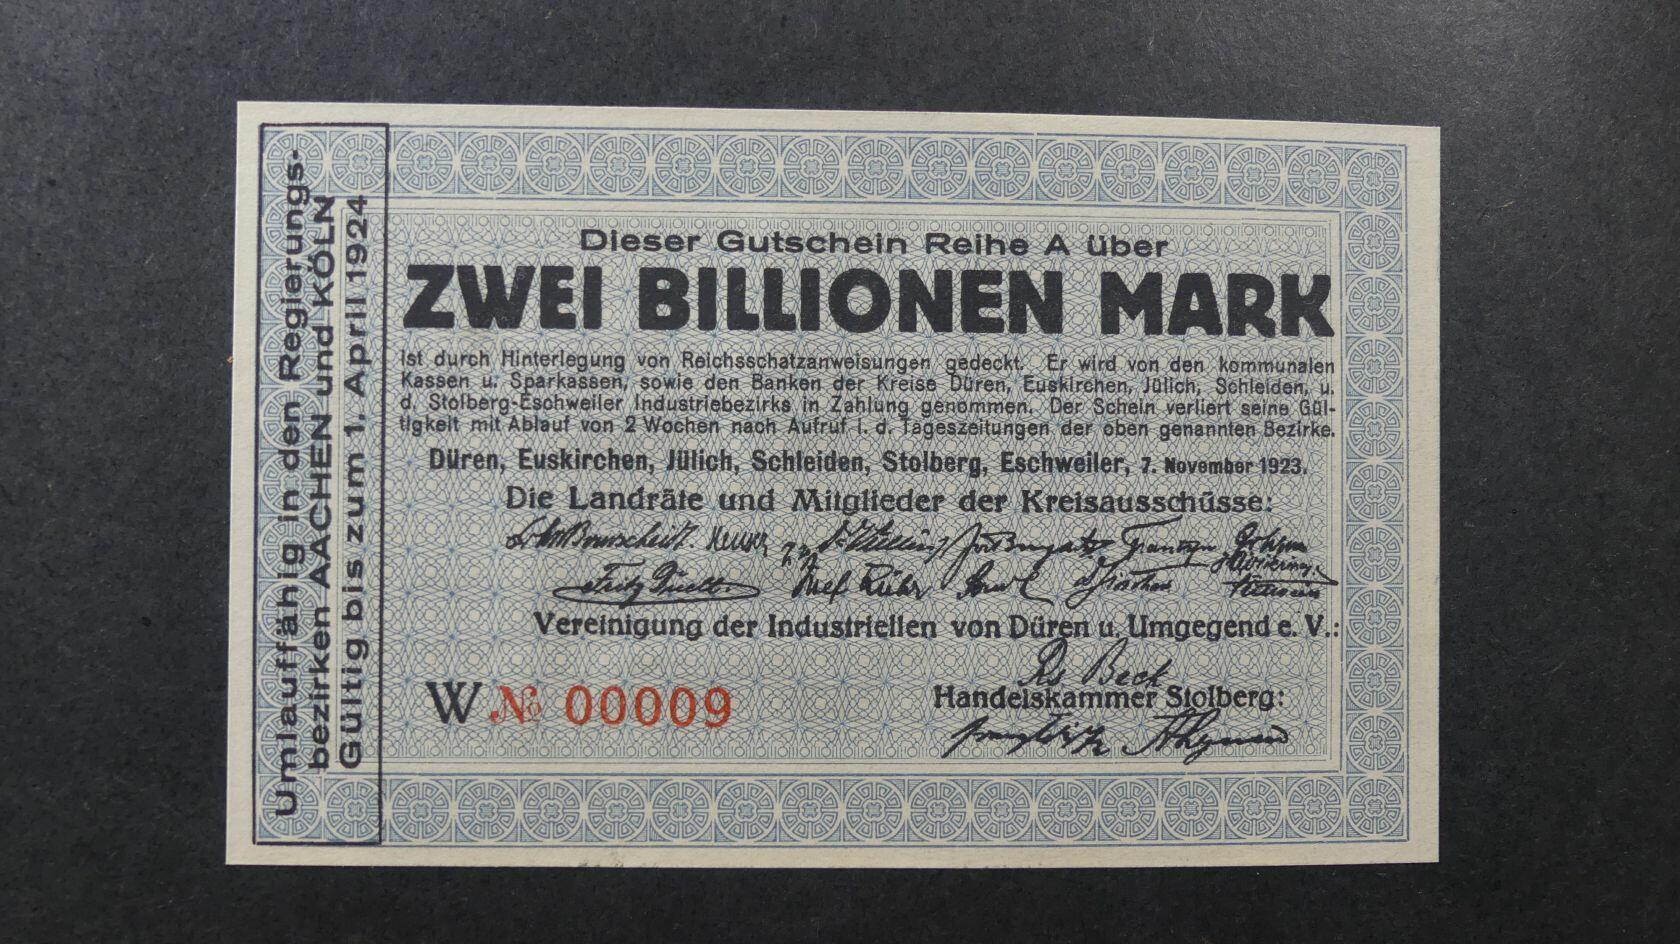 Umlauffähig in den Regierungs-
bezirken AACHEN und KÖLN
Gültig bis zum 1. April 1924
Dieser Gutschein Reihe A über
ZWEI BILLIONEN MARK
ist durch Hinterlegung von Reichsschatzanweisungen gedeckt. Er wird von den kommunalen
Kassen u. Sparkassen, sowie den Banken der Kreise Düren, Euskirchen, Jülich, Schleiden, u.
d. Stolberg-Eschweiler Industriebezirks in Zahlung genommen. Der Schein verliert seine Gül-
tigkeit mit Ablauf von 2 Wochen nach Aufruf i. d. Tageszeitungen der oben genannten Bezirke.
Düren, Euskirchen, Jülich, Schleiden, Stolberg, Eschweiler, 7. November 1923.
Die Landräte und Mitglieder der Kreisausschüsse:
Vereinigung der Industriellen von Düren u. Umgegend e. V.:
Beck
Handelskammer Stolberg:
W № 00009